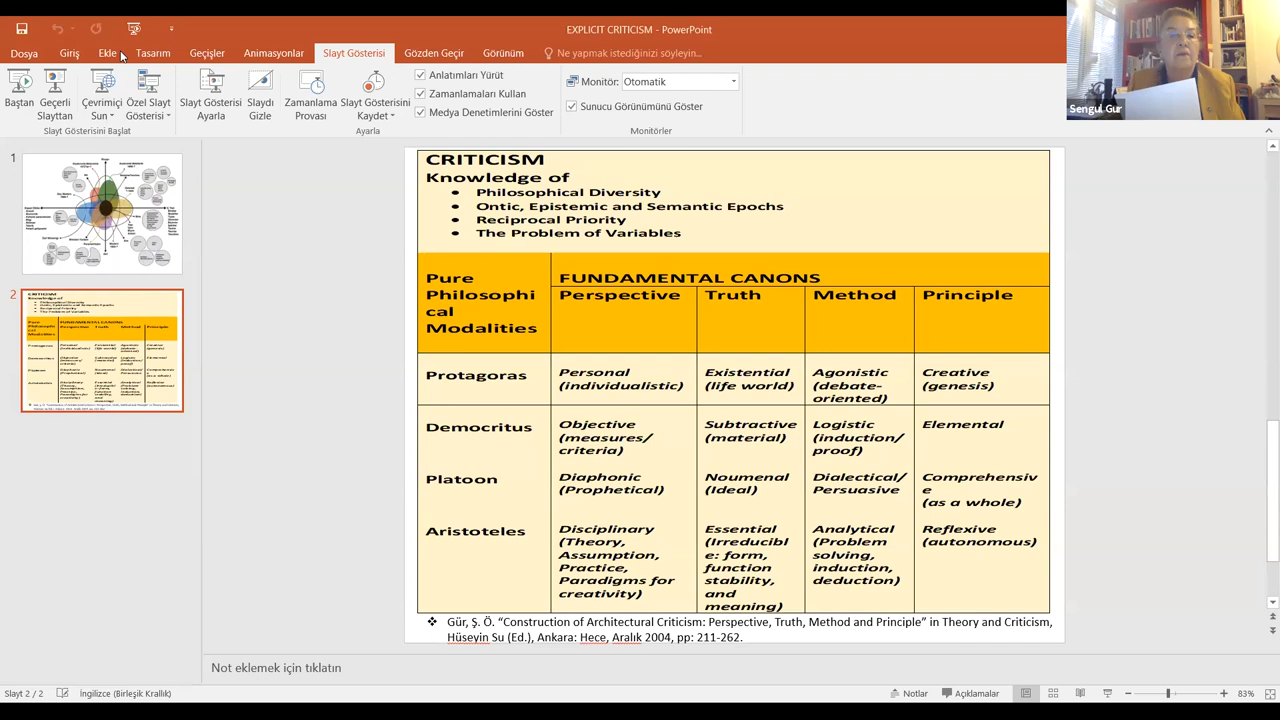 EXPLICIT CRITICISM - PowerPoint
Dosya Giriş Ekle Tasarım Geçişler Animasyonlar Slayt Gösterisi Gözden Geçir Görünüm Ne yapmak istediğinizi söyleyin...
Baştan
Geçerli Slayttan
Çevrimiçi Sun
Özel Slayt Gösterisi
Slayt Gösterisi Ayarla
Slaydı Gizle
Zamanlama Provası
Slayt Gösterisini Kaydet
Anlatımları Yürüt
Zamanlamaları Kullan
Medya Denetimlerini Göster
Monitör: Otomatik
Sunucu Görünümünü Göster
Slayt Gösterisini Başlat
Ayarla
Monitörler
Sengul Gur
1
2
CRITICISM
Knowledge of
• Philosophical Diversity
• Ontic, Epistemic and Semantic Epochs
• Reciprocal Priority
• The Problem of Variables
Pure
Philosophi
cal
Modalities
FUNDAMENTAL CANONS
Perspective Truth Method Principle
Protagoras
Personal
(individualistic)
Existential
(life world)
Agonistic
(debate-
oriented)
Creative
(genesis)
Democritus
Objective
(measures/
criteria)
Subtractive
(material)
Logistic
(induction/
proof)
Elemental
Platoon
Diaphonic
(Prophetical)
Noumenal
(Ideal)
Dialectical/
Persuasive
Comprehensiv
e
(as a whole)
Aristoteles
Disciplinary
(Theory,
Assumption,
Practice,
Paradigms for
creativity)
Essential
(Irreducibl
e: form,
function
stability,
and
meaning)
Analytical
(Problem
solving,
induction,
deduction)
Reflexive
(autonomous)
❖ Gür, Ş. Ö. “Construction of Architectural Criticism: Perspective, Truth, Method and Principle” in Theory and Criticism,
Hüseyin Su (Ed.), Ankara: Hece, Aralık 2004, pp: 211-262.
Not eklemek için tıklatın
Slayt 2 / 2 İngilizce (Birleşik Krallık) Notlar Açıklamalar 83%